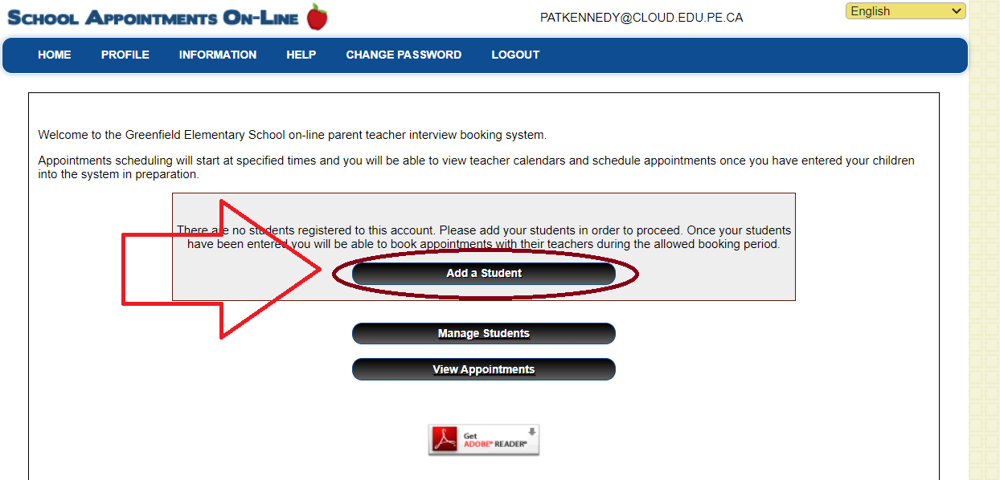 SCHOOL APPOINTMENTS ON-LINE
PATKENNEDY@CLOUD.EDU.PE.CA
English
HOME PROFILE INFORMATION HELP CHANGE PASSWORD LOGOUT
Welcome to the Greenfield Elementary School on-line parent teacher interview booking system.
Appointments scheduling will start at specified times and you will be able to view teacher calendars and schedule appointments once you have entered your children
into the system in preparation.
There are no students registered to this account. Please add your students in order to proceed. Once your students
have been entered you will be able to book appointments with their teachers during the allowed booking period.
Add a Student
Manage Students
View Appointments
Get
ADOBE® READER®